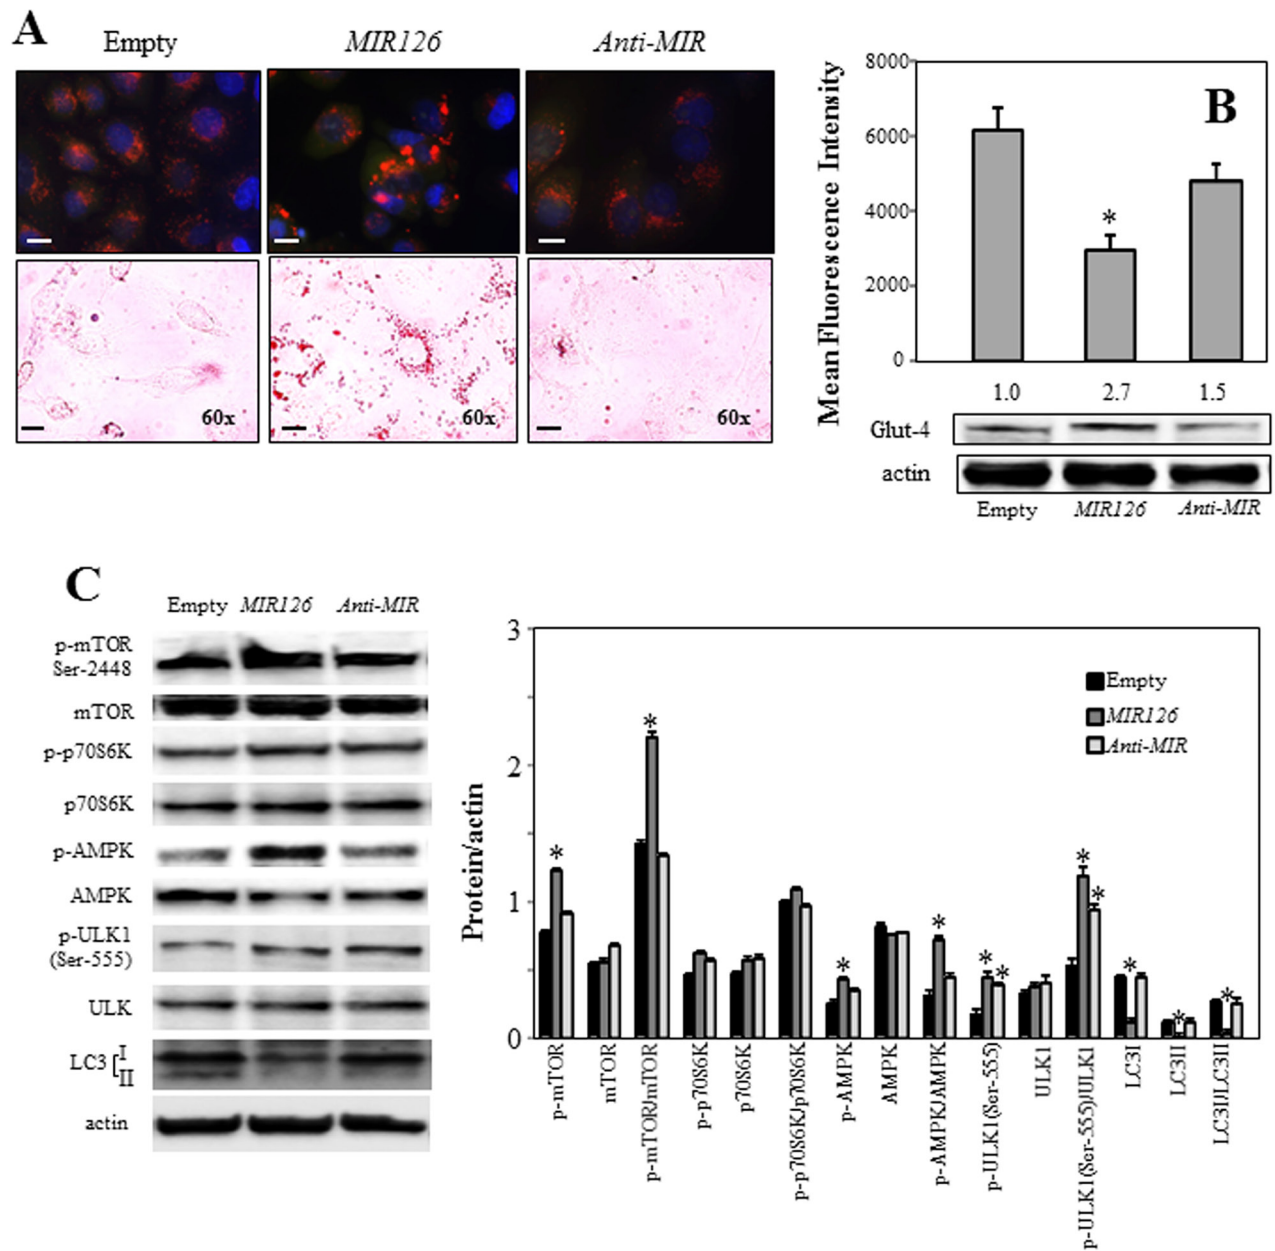 A
Empty
MIR126
Anti-MIR
60x
60x
60x
B
Mean Fluorescence Intensity
8000
6000
4000
2000
0
*
1.0
2.7
1.5
Glut-4
actin
Empty
MIR126
Anti-MIR
C
Empty
MIR126
Anti-MIR
p-mTOR
Ser-2448
mTOR
p-p70S6K
p70S6K
p-AMPK
AMPK
p-ULK1
(Ser-555)
ULK
LC3
I
II
actin
Protein/actin
3
2
1
0
Empty
MIR126
Anti-MIR
*
*
*
*
*
*
*
*
*
*
*
p-mTOR
mTOR
p-mTOR/mTOR
p-p70S6K
p70S6K
p-p70S6K/p70S6K
p-AMPK
AMPK
p-AMPK/AMPK
p-ULK1(Ser-555)
ULK1
p-ULK1(Ser-555)/ULK1
LC3I
LC3II
LC3I/LC3II